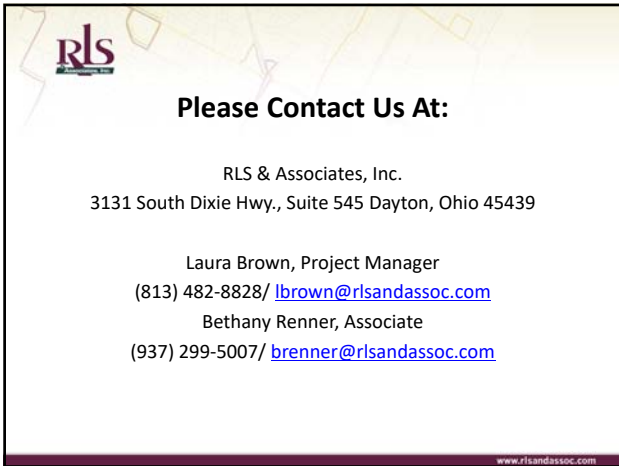 RLS
& Associates, Inc.
Please Contact Us At:
RLS & Associates, Inc.
3131 South Dixie Hwy., Suite 545 Dayton, Ohio 45439
Laura Brown, Project Manager
(813) 482-8828/ lbrown@rlsandassoc.com
Bethany Renner, Associate
(937) 299-5007/ brenner@rlsandassoc.com
www.rlsandassoc.com